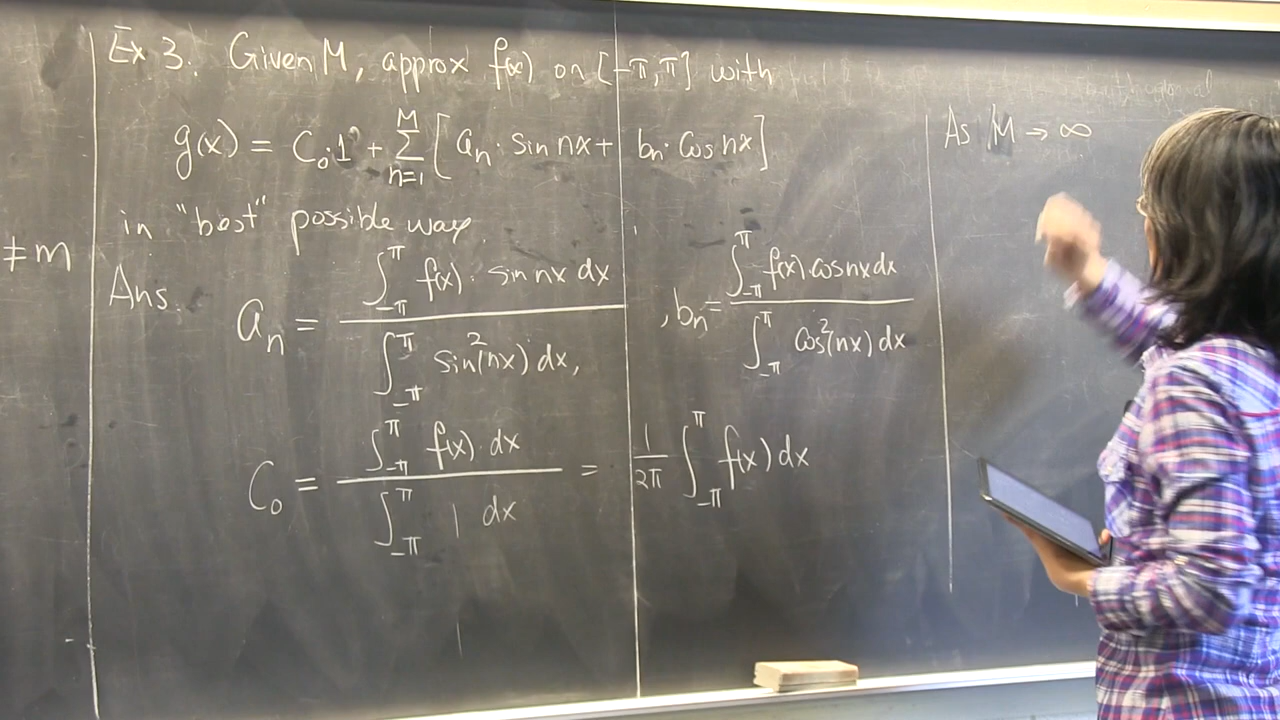 Ex 3. Given M, approx f(x) on [-π, π] with
g(x) = C₀·1 + ∑_{n=1}^{M} [ aₙ · sin nx + bₙ · cos nx ]
in "best" possible way.
≠ m
Ans. aₙ = ∫_{-π}^{π} f(x) · sin nx dx / ∫_{-π}^{π} sin²(nx) dx, , bₙ = ∫_{-π}^{π} f(x) · cos nx dx / ∫_{-π}^{π} cos²(nx) dx
C₀ = ∫_{-π}^{π} f(x) · dx / ∫_{-π}^{π} 1 dx = 1/2π ∫_{-π}^{π} f(x) dx
As M → ∞